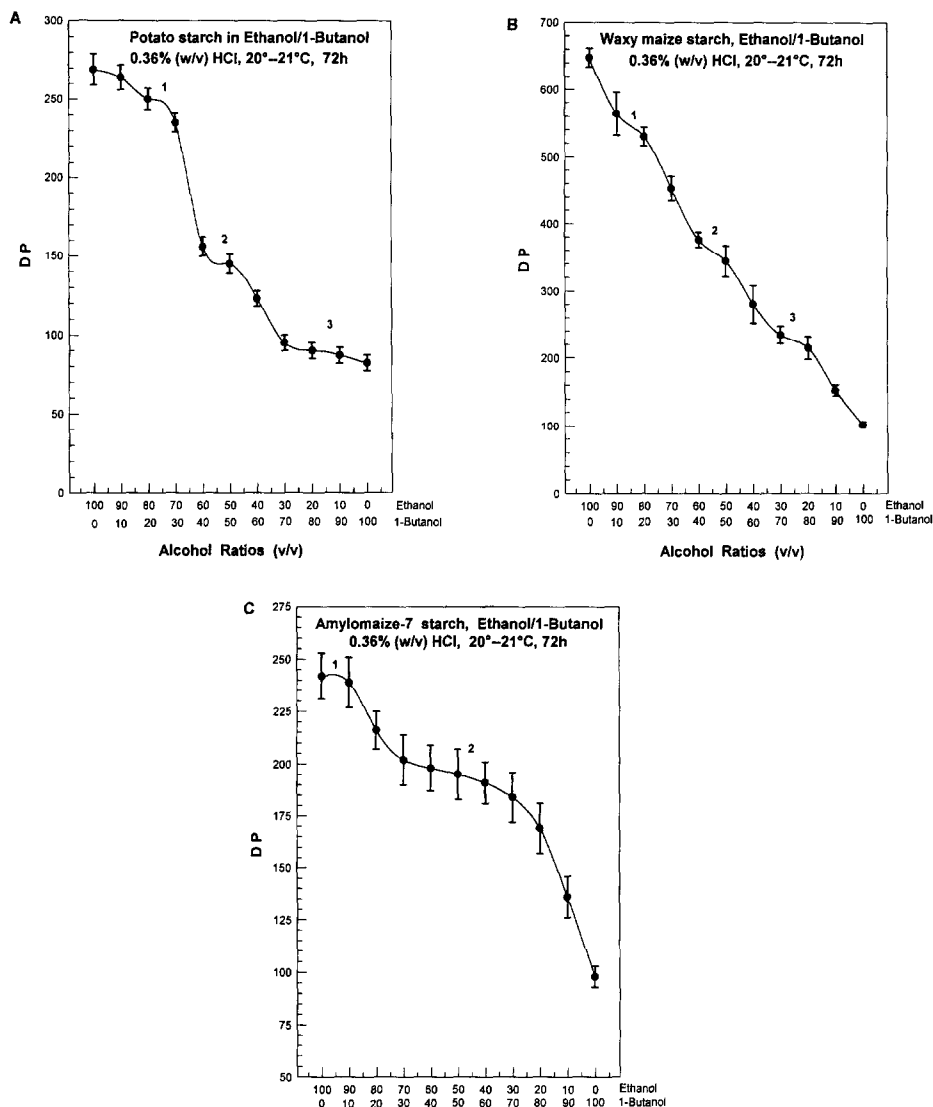 A
Potato starch in Ethanol/1-Butanol
0.36% (w/v) HCl, 20°–21°C, 72h
300
250
200
150
100
50
0
D P
1
2
3
100 90 80 70 60 50 40 30 20 10 0 Ethanol
0 10 20 30 40 50 60 70 80 90 100 1-Butanol
Alcohol Ratios (v/v)
B
Waxy maize starch, Ethanol/1-Butanol
0.36% (w/v) HCl, 20°–21°C, 72h
700
600
500
400
300
200
100
0
D P
1
2
3
100 90 80 70 60 50 40 30 20 10 0 Ethanol
0 10 20 30 40 50 60 70 80 90 100 1-Butanol
Alcohol Ratios (v/v)
C
Amylomaize-7 starch, Ethanol/1-Butanol
0.36% (w/v) HCl, 20°–21°C, 72h
275
250
225
200
175
150
125
100
75
50
D P
1
2
100 90 80 70 60 50 40 30 20 10 0 Ethanol
0 10 20 30 40 50 60 70 80 90 100 1-Butanol